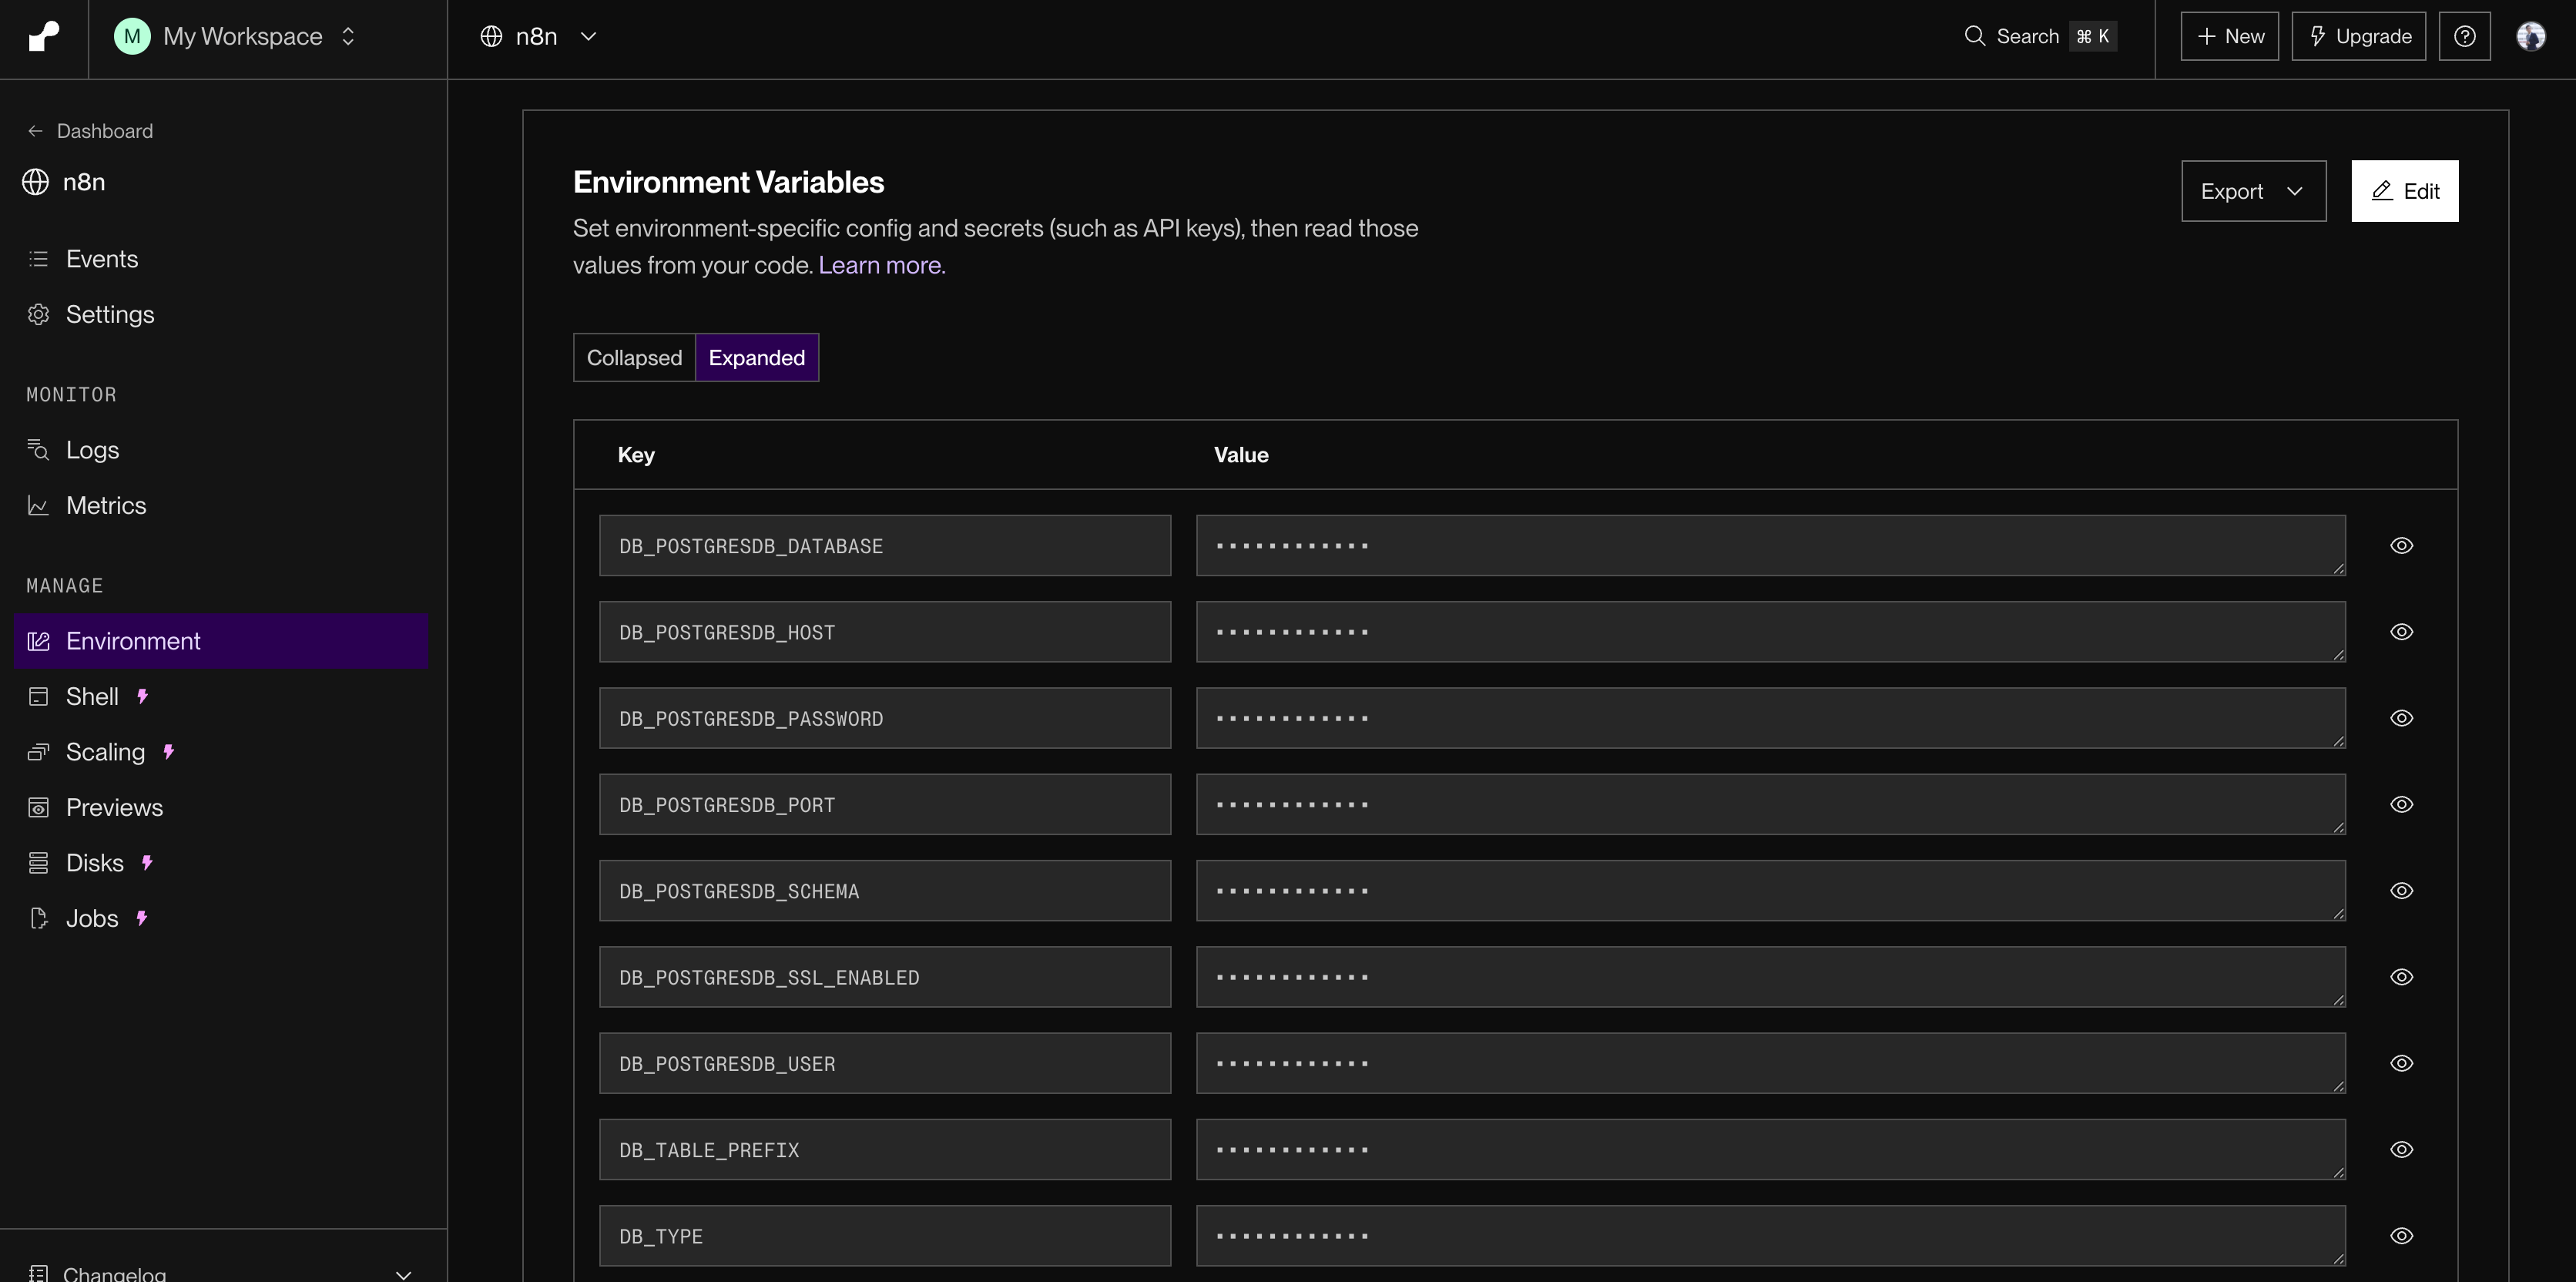 M My Workspace
n8n
Search ⌘ K
New
Upgrade
Dashboard
n8n
Events
Settings
MONITOR
Logs
Metrics
MANAGE
Environment
Shell
Scaling
Previews
Disks
Jobs
Changelog
Environment Variables
Set environment-specific config and secrets (such as API keys), then read those
values from your code. Learn more.
Export
Edit
Collapsed Expanded
Key Value
DB_POSTGRESDB_DATABASE
DB_POSTGRESDB_HOST
DB_POSTGRESDB_PASSWORD
DB_POSTGRESDB_PORT
DB_POSTGRESDB_SCHEMA
DB_POSTGRESDB_SSL_ENABLED
DB_POSTGRESDB_USER
DB_TABLE_PREFIX
DB_TYPE